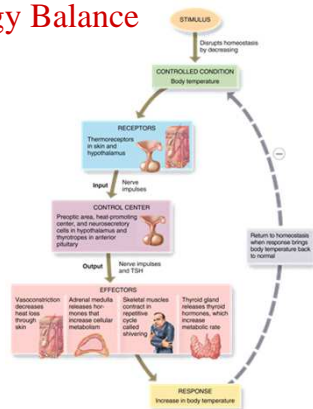 gy Balance
STIMULUS
Disrupts homeostasis
by decreasing
CONTROLLED CONDITION
Body temperature
RECEPTORS
Thermoreceptors
in skin and
hypothalamus
Input
Nerve
impulses
CONTROL CENTER
Preoptic area, heat-promoting
center, and neurosecretory
cells in hypothalamus and
thyrotropes in anterior
pituitary
Output
Nerve impulses
and TSH
EFFECTORS
Vasoconstriction
decreases
heat loss
through
skin
Adrenal medulla
releases hor-
mones that
increase cellular
metabolism
Skeletal muscles
contract in
repetitive
cycle
called
shivering
Thyroid gland
releases thyroid
hormones, which
increase
metabolic rate
Return to homeostasis
when response brings
body temperature back
to normal
RESPONSE
Increase in body temperature